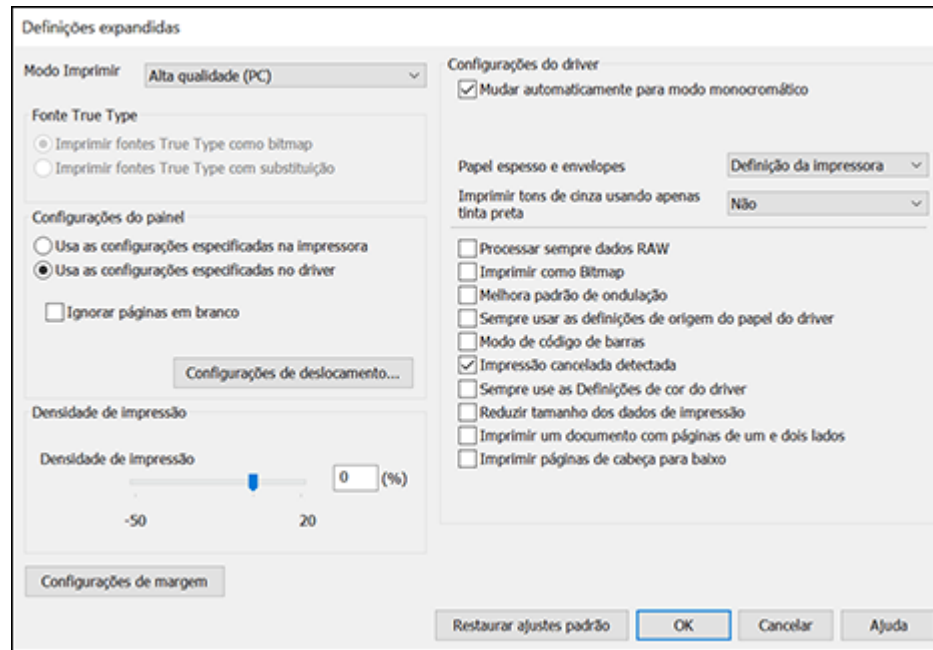 Definições expandidas
Modo Imprimir
Alta qualidade (PC)
Fonte True Type
Imprimir fontes True Type como bitmap
Imprimir fontes True Type com substituição
Configurações do painel
Usa as configurações especificadas na impressora
Usa as configurações especificadas no driver
Ignorar páginas em branco
Configurações de deslocamento...
Densidade de impressão
Densidade de impressão
0 (%)
-50 20
Configurações de margem
Configurações do driver
Mudar automaticamente para modo monocromático
Papel espesso e envelopes
Definição da impressora
Imprimir tons de cinza usando apenas
tinta preta
Não
Processar sempre dados RAW
Imprimir como Bitmap
Melhora padrão de ondulação
Sempre usar as definições de origem do papel do driver
Modo de código de barras
Impressão cancelada detectada
Sempre use as Definições de cor do driver
Reduzir tamanho dos dados de impressão
Imprimir um documento com páginas de um e dois lados
Imprimir páginas de cabeça para baixo
Restaurar ajustes padrão
OK
Cancelar
Ajuda